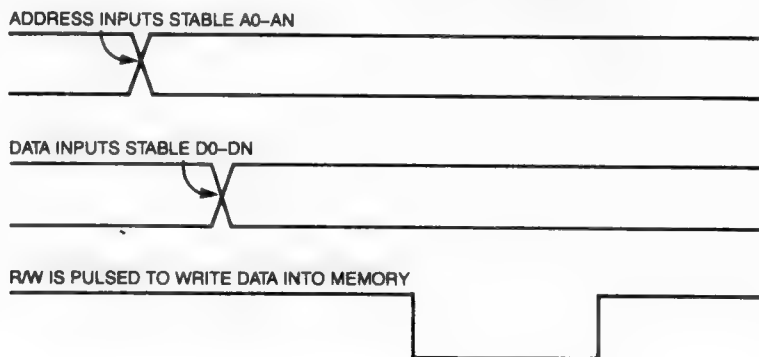 ADDRESS INPUTS STABLE A0–AN
DATA INPUTS STABLE D0–DN
R/W IS PULSED TO WRITE DATA INTO MEMORY